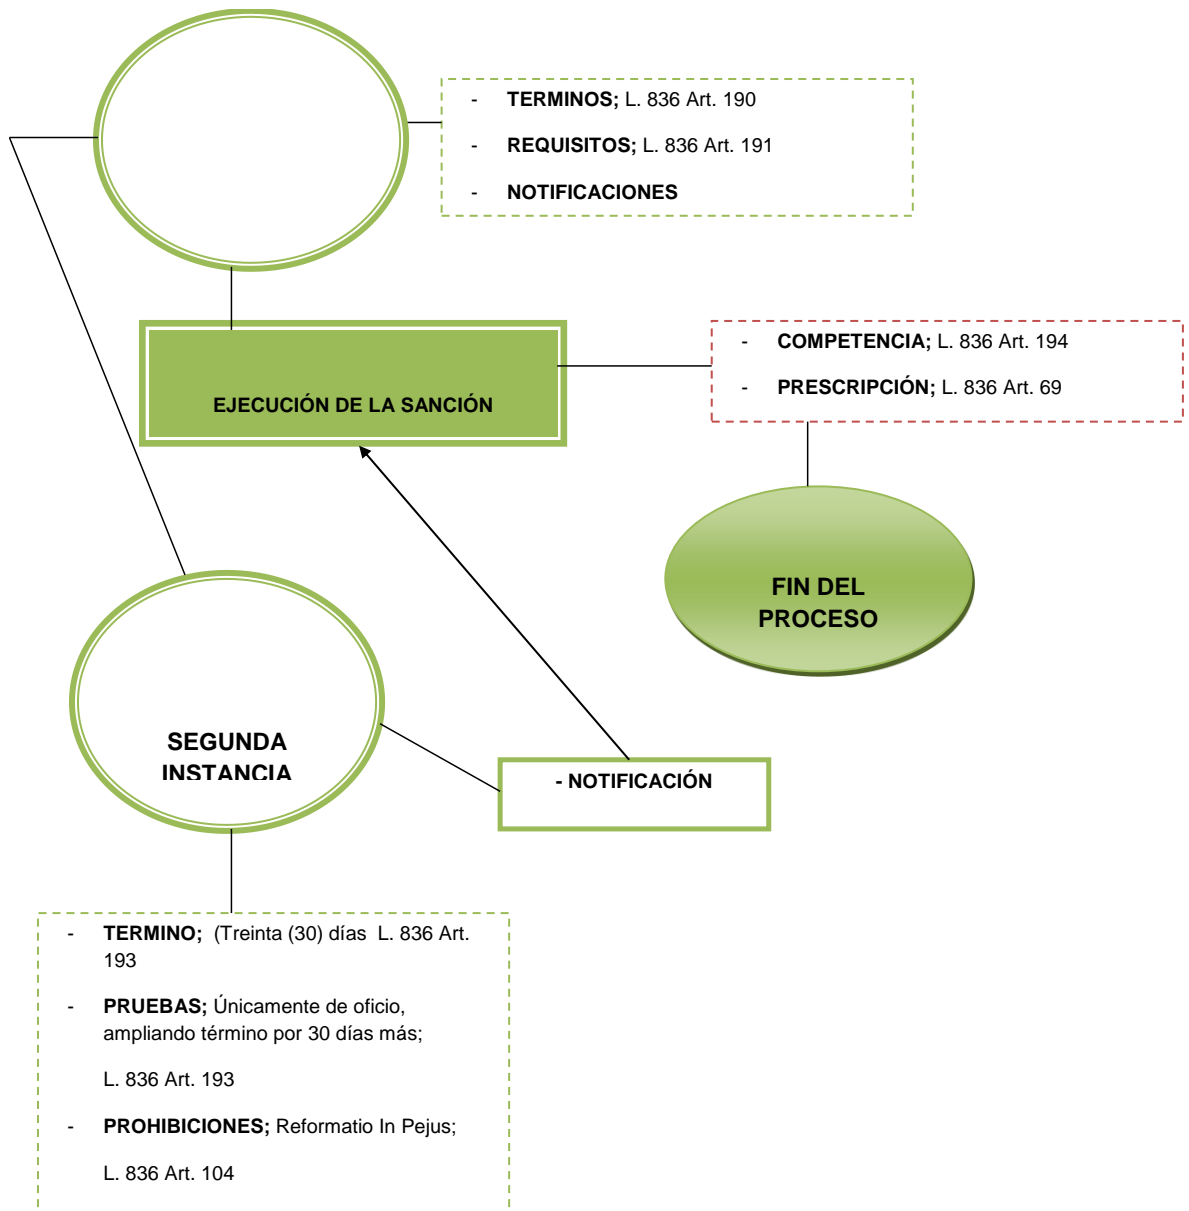 - TERMINOS; L. 836 Art. 190
- REQUISITOS; L. 836 Art. 191
- NOTIFICACIONES
EJECUCIÓN DE LA SANCIÓN
- COMPETENCIA; L. 836 Art. 194
- PRESCRIPCIÓN; L. 836 Art. 69
FIN DEL
PROCESO
SEGUNDA
INSTANCIA
- NOTIFICACIÓN
- TERMINO; (Treinta (30) días L. 836 Art.
193
- PRUEBAS; Únicamente de oficio,
ampliando término por 30 días más;
L. 836 Art. 193
- PROHIBICIONES; Reformatio In Pejus;
L. 836 Art. 104